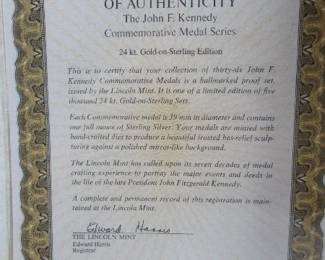 OF AUTHENTICITY
The John F. Kennedy
Commemorative Medal Series
24 kt. Gold-on-Sterling Edition
This is to certify that your collection of thirty-six John F.
Kennedy Commemorative Medals is a hallmarked proof set,
issued by the Lincoln Mint. It is one of a limited edition of five
thousand 24 kt. Gold-on-Sterling Sets.
Each Commemorative medal is 39 mm in diameter and contains
one full ounce of Sterling Silver. Your medals are minted with
hand-crafted dies to produce a beautiful frosted bas-relief sculp-
turing against a polished mirror-like background.
The Lincoln Mint has called upon its seven decades of medal
crafting experience to portray the major events and deeds in
the life of the late President John Fitzgerald Kennedy.
A complete and permanent record of this registration is main-
tained at the Lincoln Mint.
Edward Harris
THE LINCOLN MINT
Edward Harris
Registrar